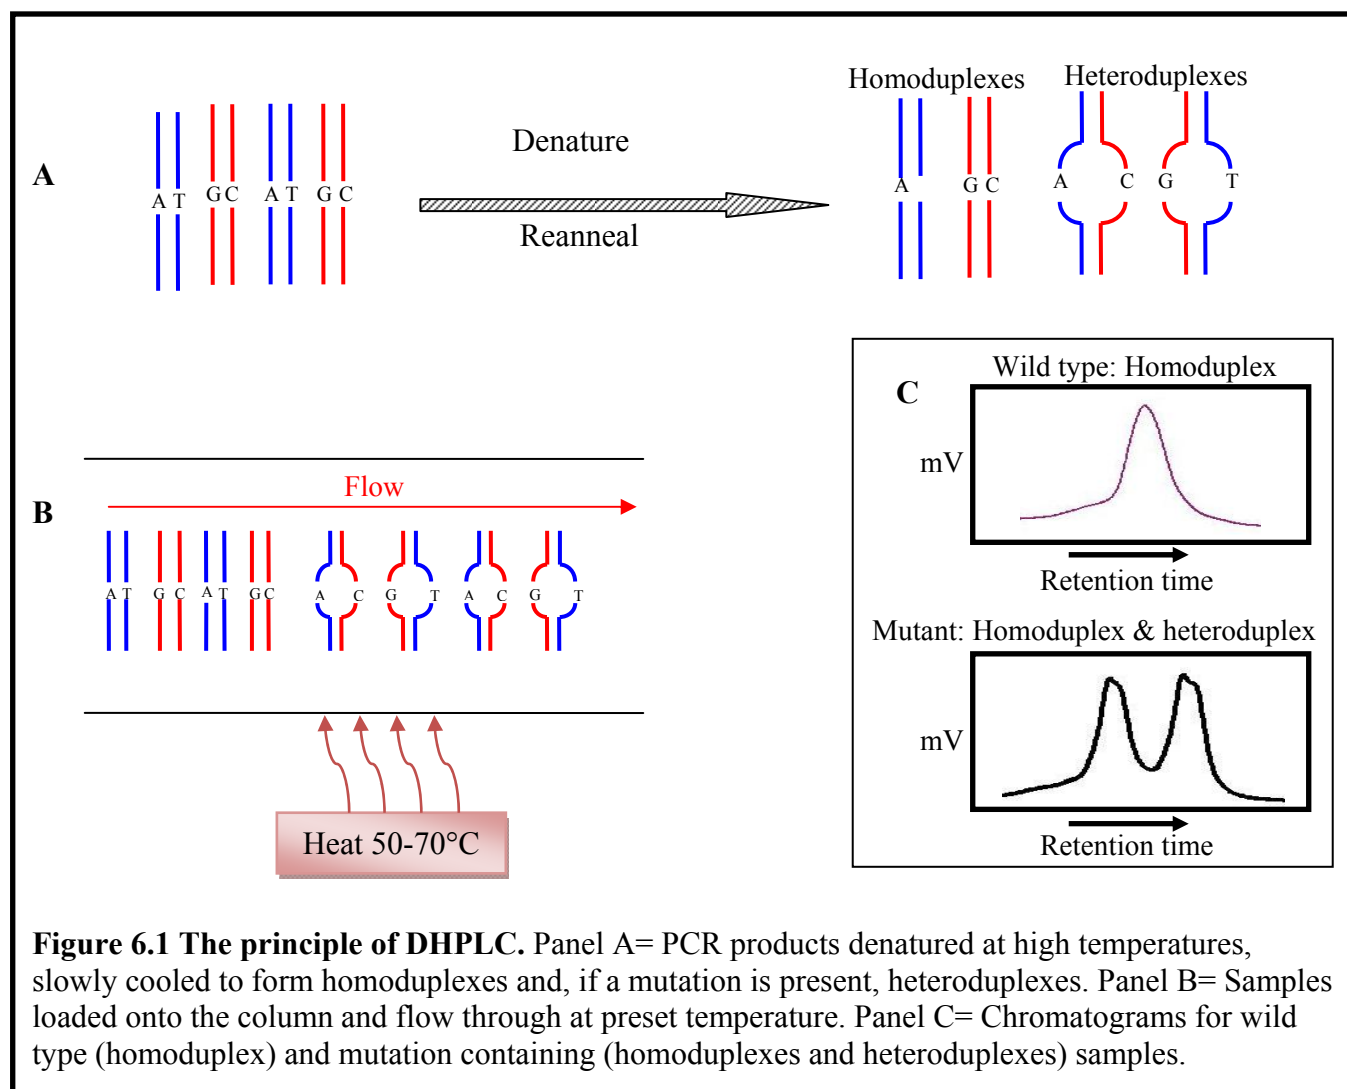 Homoduplexes Heteroduplexes
Denature
A
A T G C A T G C
A G C A C G T
Reanneal
C
Wild type: Homoduplex
mV
Retention time
Mutant: Homoduplex & heteroduplex
mV
Retention time
B
Flow
A T G C A T G C A C G T A C G T
Heat 50-70°C
Figure 6.1 The principle of DHPLC. Panel A= PCR products denatured at high temperatures,
slowly cooled to form homoduplexes and, if a mutation is present, heteroduplexes. Panel B= Samples
loaded onto the column and flow through at preset temperature. Panel C= Chromatograms for wild
type (homoduplex) and mutation containing (homoduplexes and heteroduplexes) samples.